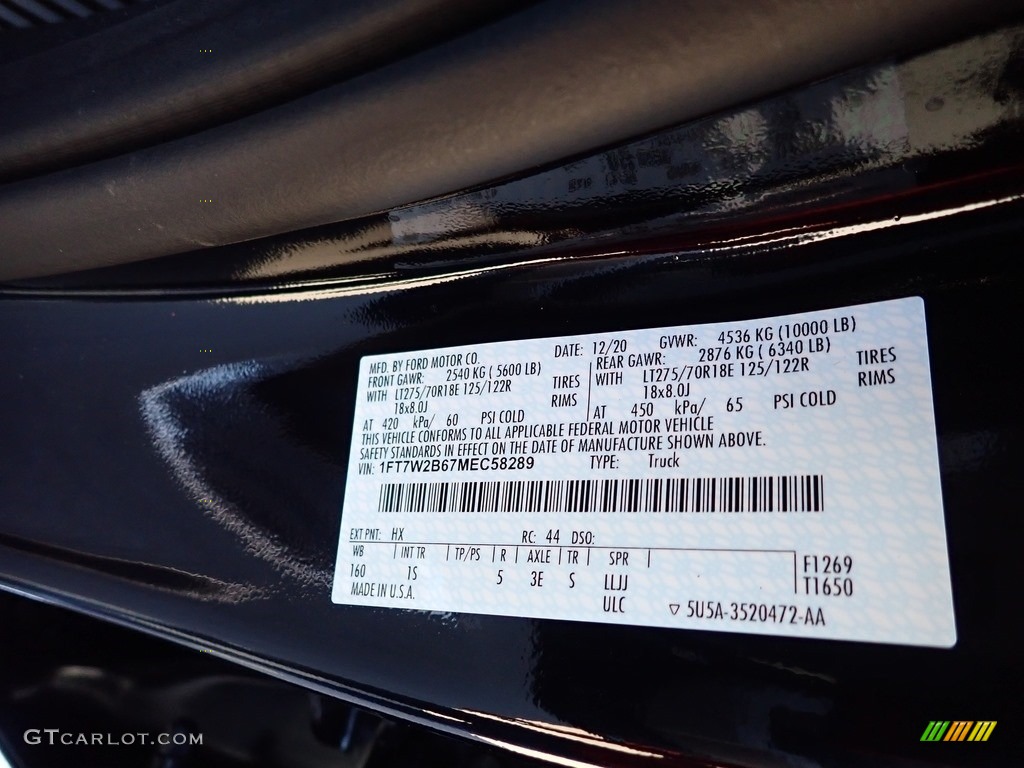 MFD. BY FORD MOTOR CO. DATE: 12/20 GVWR: 4536 KG (10000 LB)
FRONT GAWR: 2540 KG ( 5600 LB) REAR GAWR: 2876 KG ( 6340 LB)
WITH LT275/70R18E 125/122R TIRES WITH LT275/70R18E 125/122R TIRES
18x8.0J RIMS 18x8.0J RIMS
AT 420 kPa/ 60 PSI COLD AT 450 kPa/ 65 PSI COLD
THIS VEHICLE CONFORMS TO ALL APPLICABLE FEDERAL MOTOR VEHICLE
SAFETY STANDARDS IN EFFECT ON THE DATE OF MANUFACTURE SHOWN ABOVE.
VIN: 1FT7W2B67MEC58289 TYPE: Truck
EXT PNT: HX RC: 44 DSO:
WB INT TR TP/PS R AXLE TR SPR F1269
160 1S 5 3E S LLJJ T1650
MADE IN U.S.A. ULC ▽ 5U5A-3520472-AA
GTCARLOT.COM